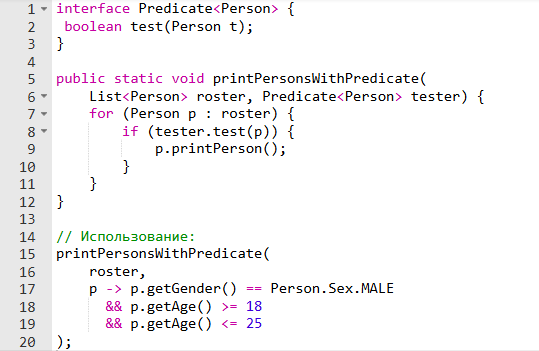 1 interface Predicate<Person> {
2  boolean test(Person t);
3 }
4
5 public static void printPersonsWithPredicate(
6     List<Person> roster, Predicate<Person> tester) {
7     for (Person p : roster) {
8         if (tester.test(p)) {
9             p.printPerson();
10         }
11     }
12 }
13
14 // Использование:
15 printPersonsWithPredicate(
16     roster,
17     p -> p.getGender() == Person.Sex.MALE
18       && p.getAge() >= 18
19       && p.getAge() <= 25
20 );